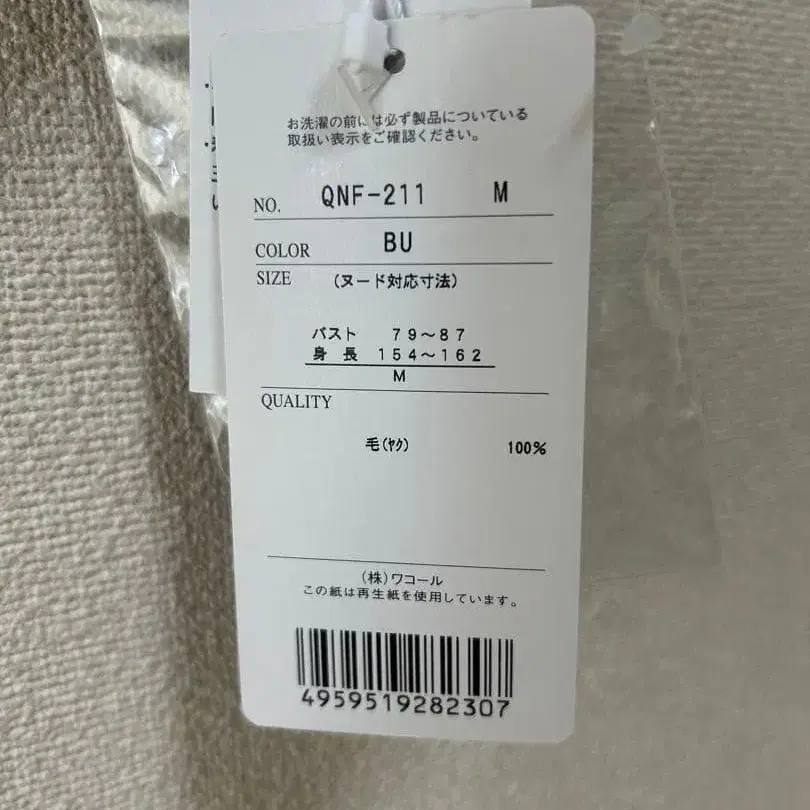 お洗濯の前には必ず製品についている
取扱い表示をご確認ください。
NO. QNF-211 M
COLOR BU
SIZE (ヌード対応寸法)
バスト 79~87
身長 154~162
M
QUALITY
毛(ヤク) 100%
(株)ワコール
この紙は再生紙を使用しています。
4959519282307